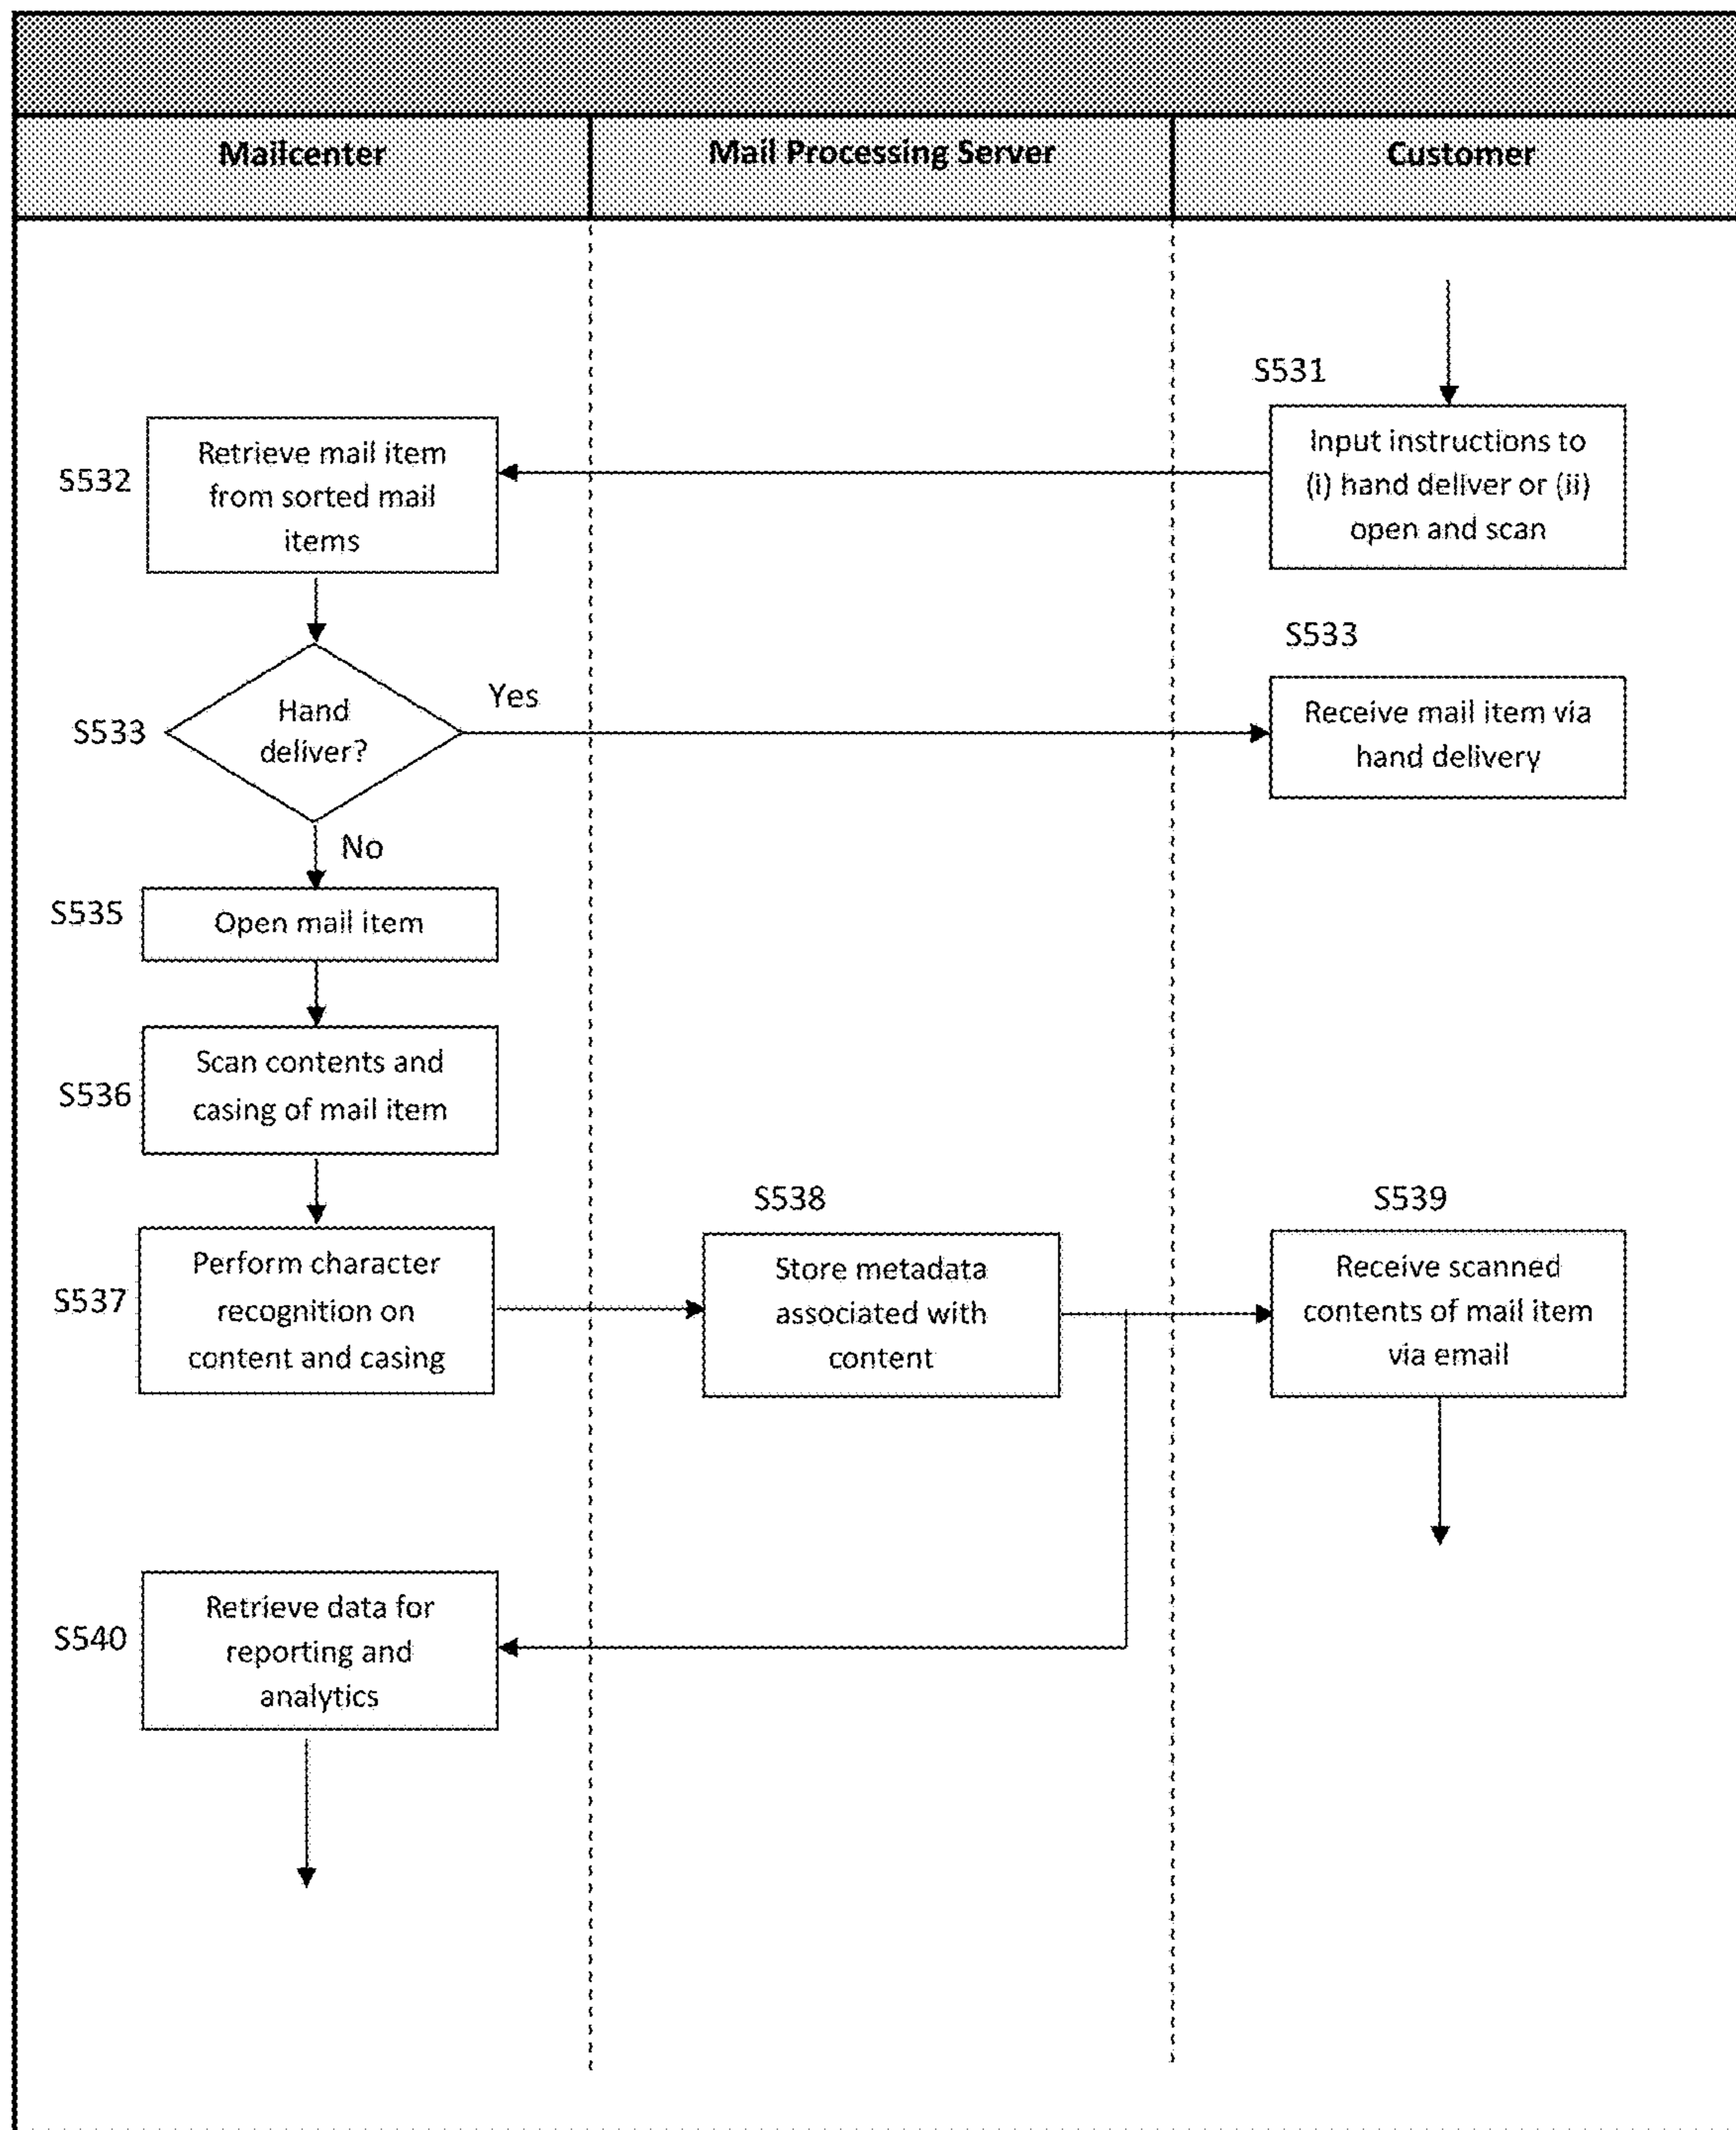 Mailcenter
Mail Processing Server
Customer
S531
Input instructions to
(i) hand deliver or (ii)
open and scan
S532
Retrieve mail item
from sorted mail
items
S533
Hand
deliver?
Yes
S533
Receive mail item via
hand delivery
No
S535
Open mail item
S536
Scan contents and
casing of mail item
S537
Perform character
recognition on
content and casing
S538
Store metadata
associated with
content
S539
Receive scanned
contents of mail item
via email
S540
Retrieve data for
reporting and
analytics